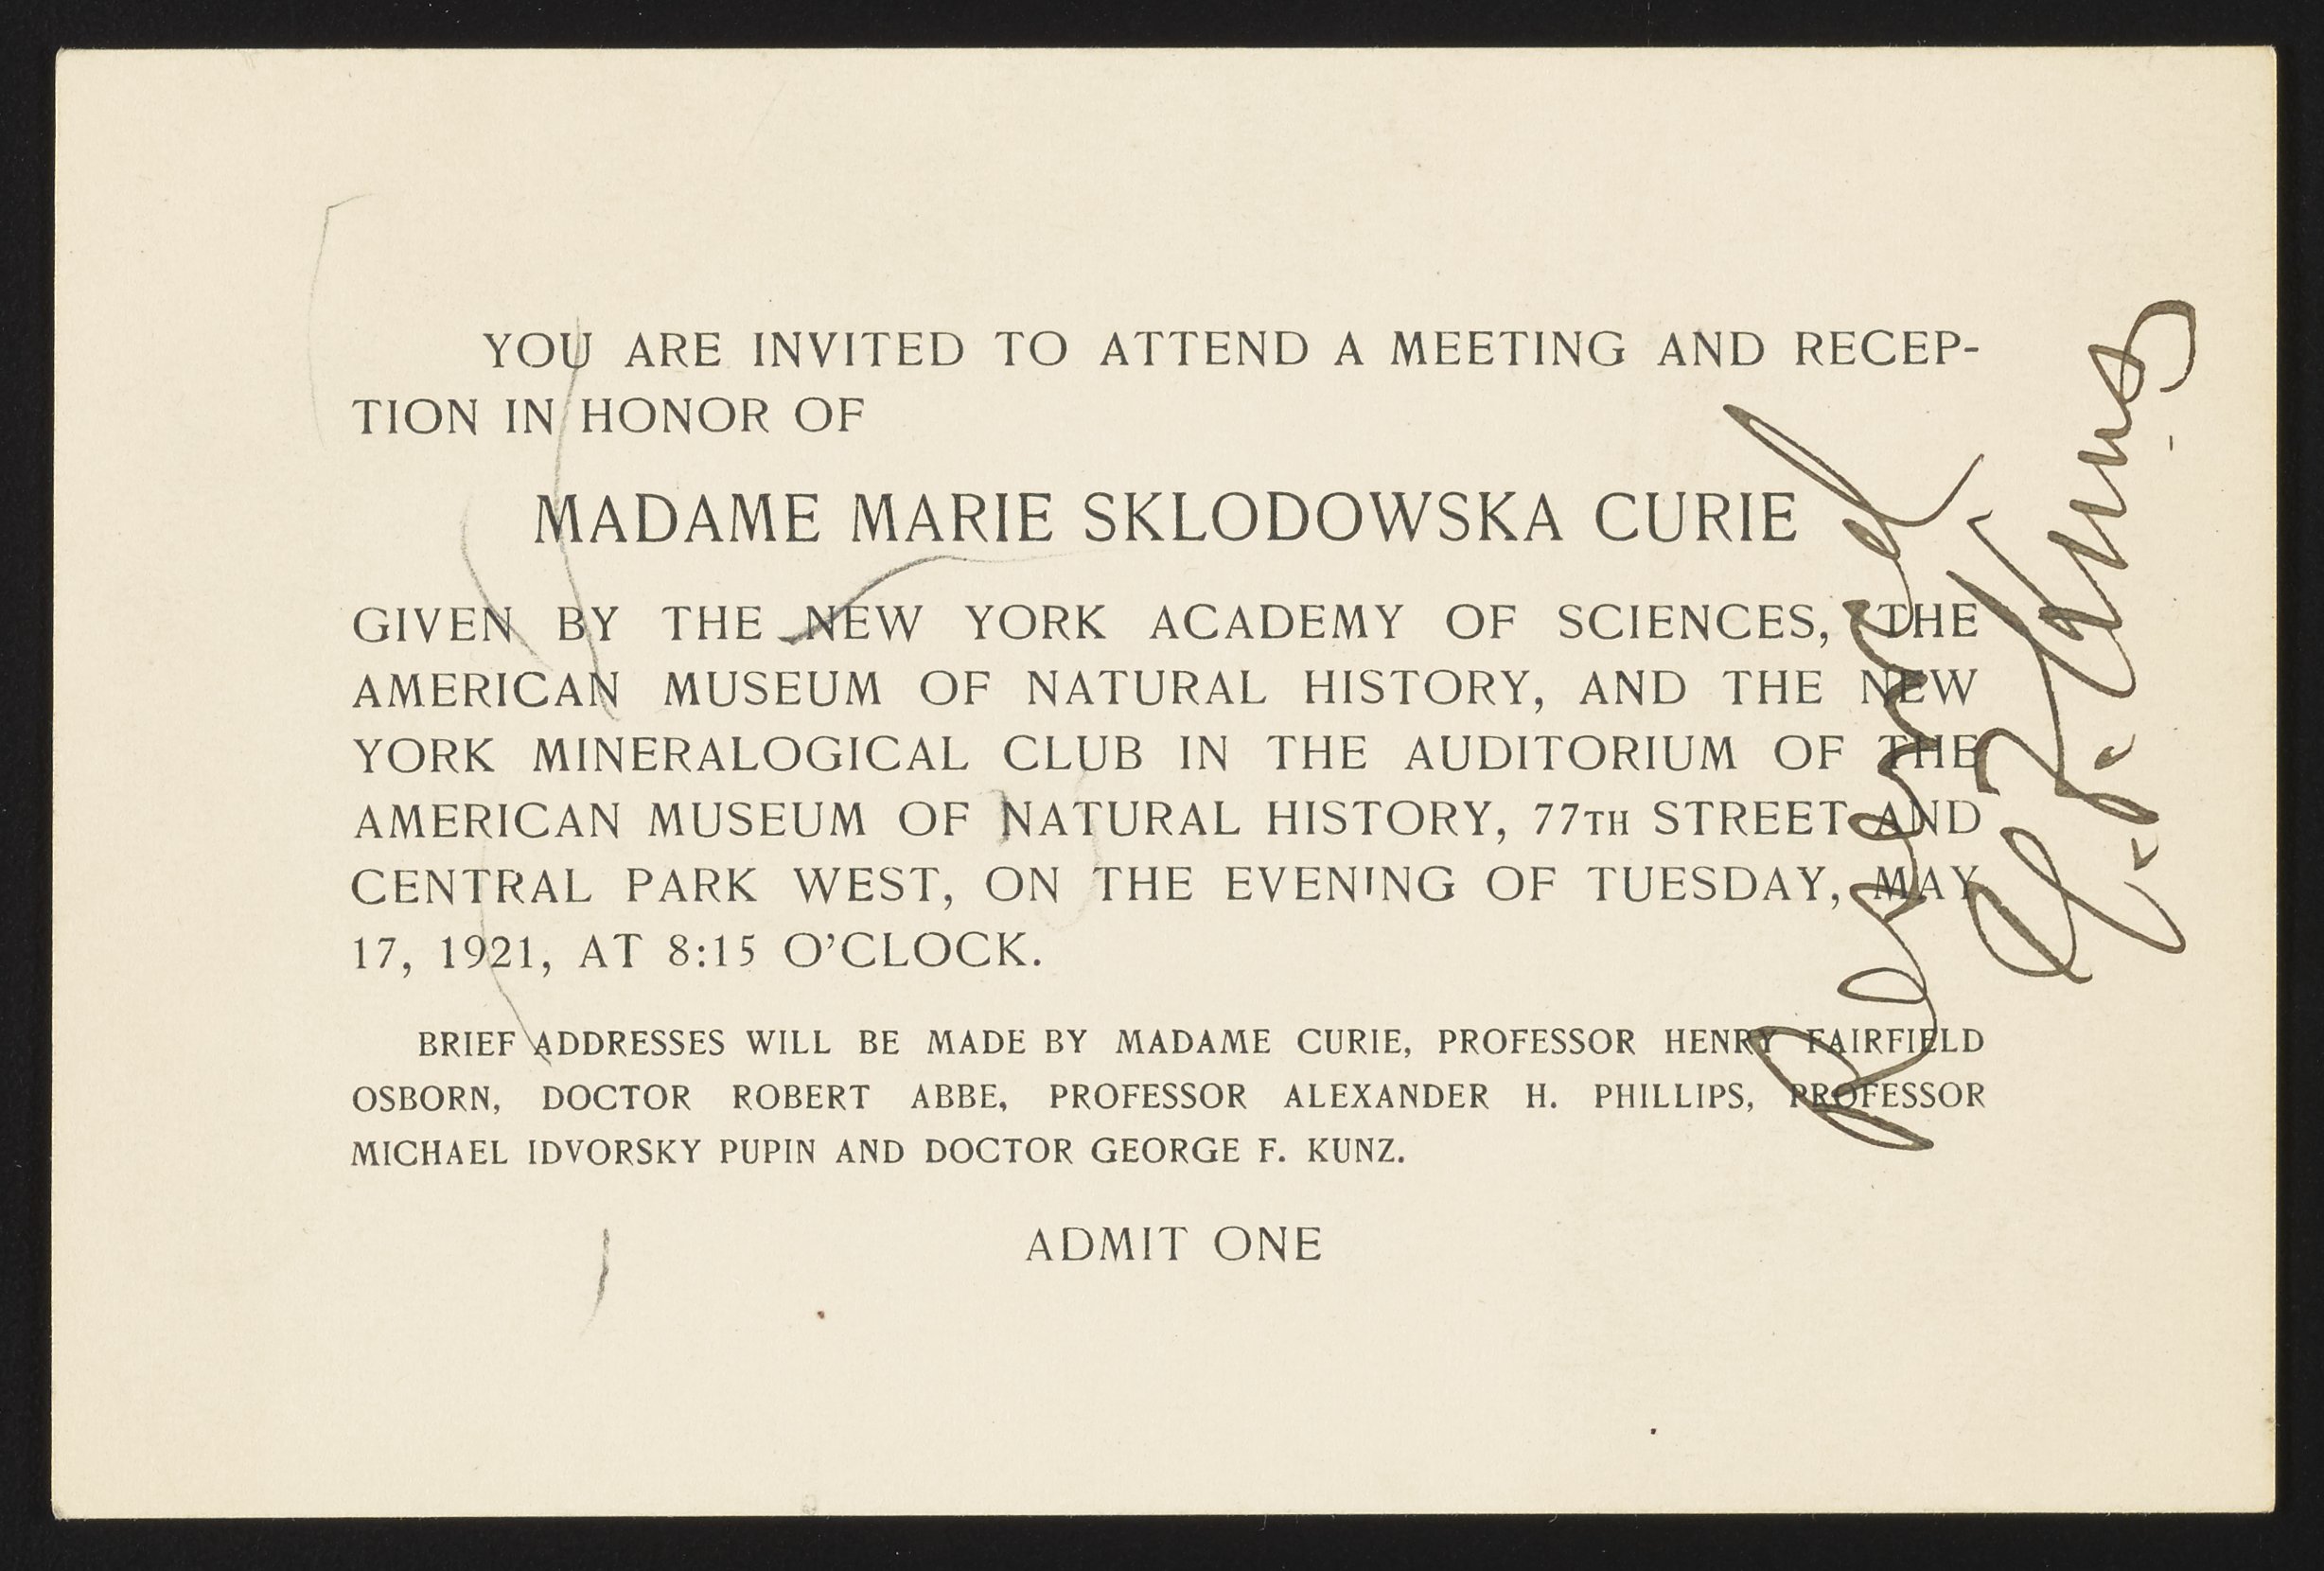 YOU ARE INVITED TO ATTEND A MEETING AND RECEP-
TION IN HONOR OF
MADAME MARIE SKLODOWSKA CURIE
GIVEN BY THE NEW YORK ACADEMY OF SCIENCES, THE
AMERICAN MUSEUM OF NATURAL HISTORY, AND THE NEW
YORK MINERALOGICAL CLUB IN THE AUDITORIUM OF THE
AMERICAN MUSEUM OF NATURAL HISTORY, 77TH STREET AND
CENTRAL PARK WEST, ON THE EVENING OF TUESDAY, MAY
17, 1921, AT 8:15 O'CLOCK.
BRIEF ADDRESSES WILL BE MADE BY MADAME CURIE, PROFESSOR HENRY FAIRFIELD
OSBORN, DOCTOR ROBERT ABBE, PROFESSOR ALEXANDER H. PHILLIPS, PROFESSOR
MICHAEL IDVORSKY PUPIN AND DOCTOR GEORGE F. KUNZ.
ADMIT ONE
Reserved
G. F. Kunz